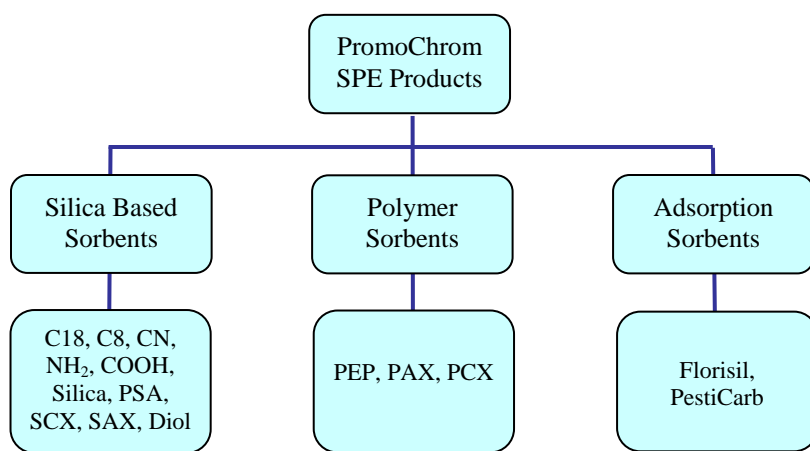 PromoChrom
SPE Products
Silica Based
Sorbents
Polymer
Sorbents
Adsorption
Sorbents
C18, C8, CN,
NH₂, COOH,
Silica, PSA,
SCX, SAX, Diol
PEP, PAX, PCX
Florisil,
PestiCarb